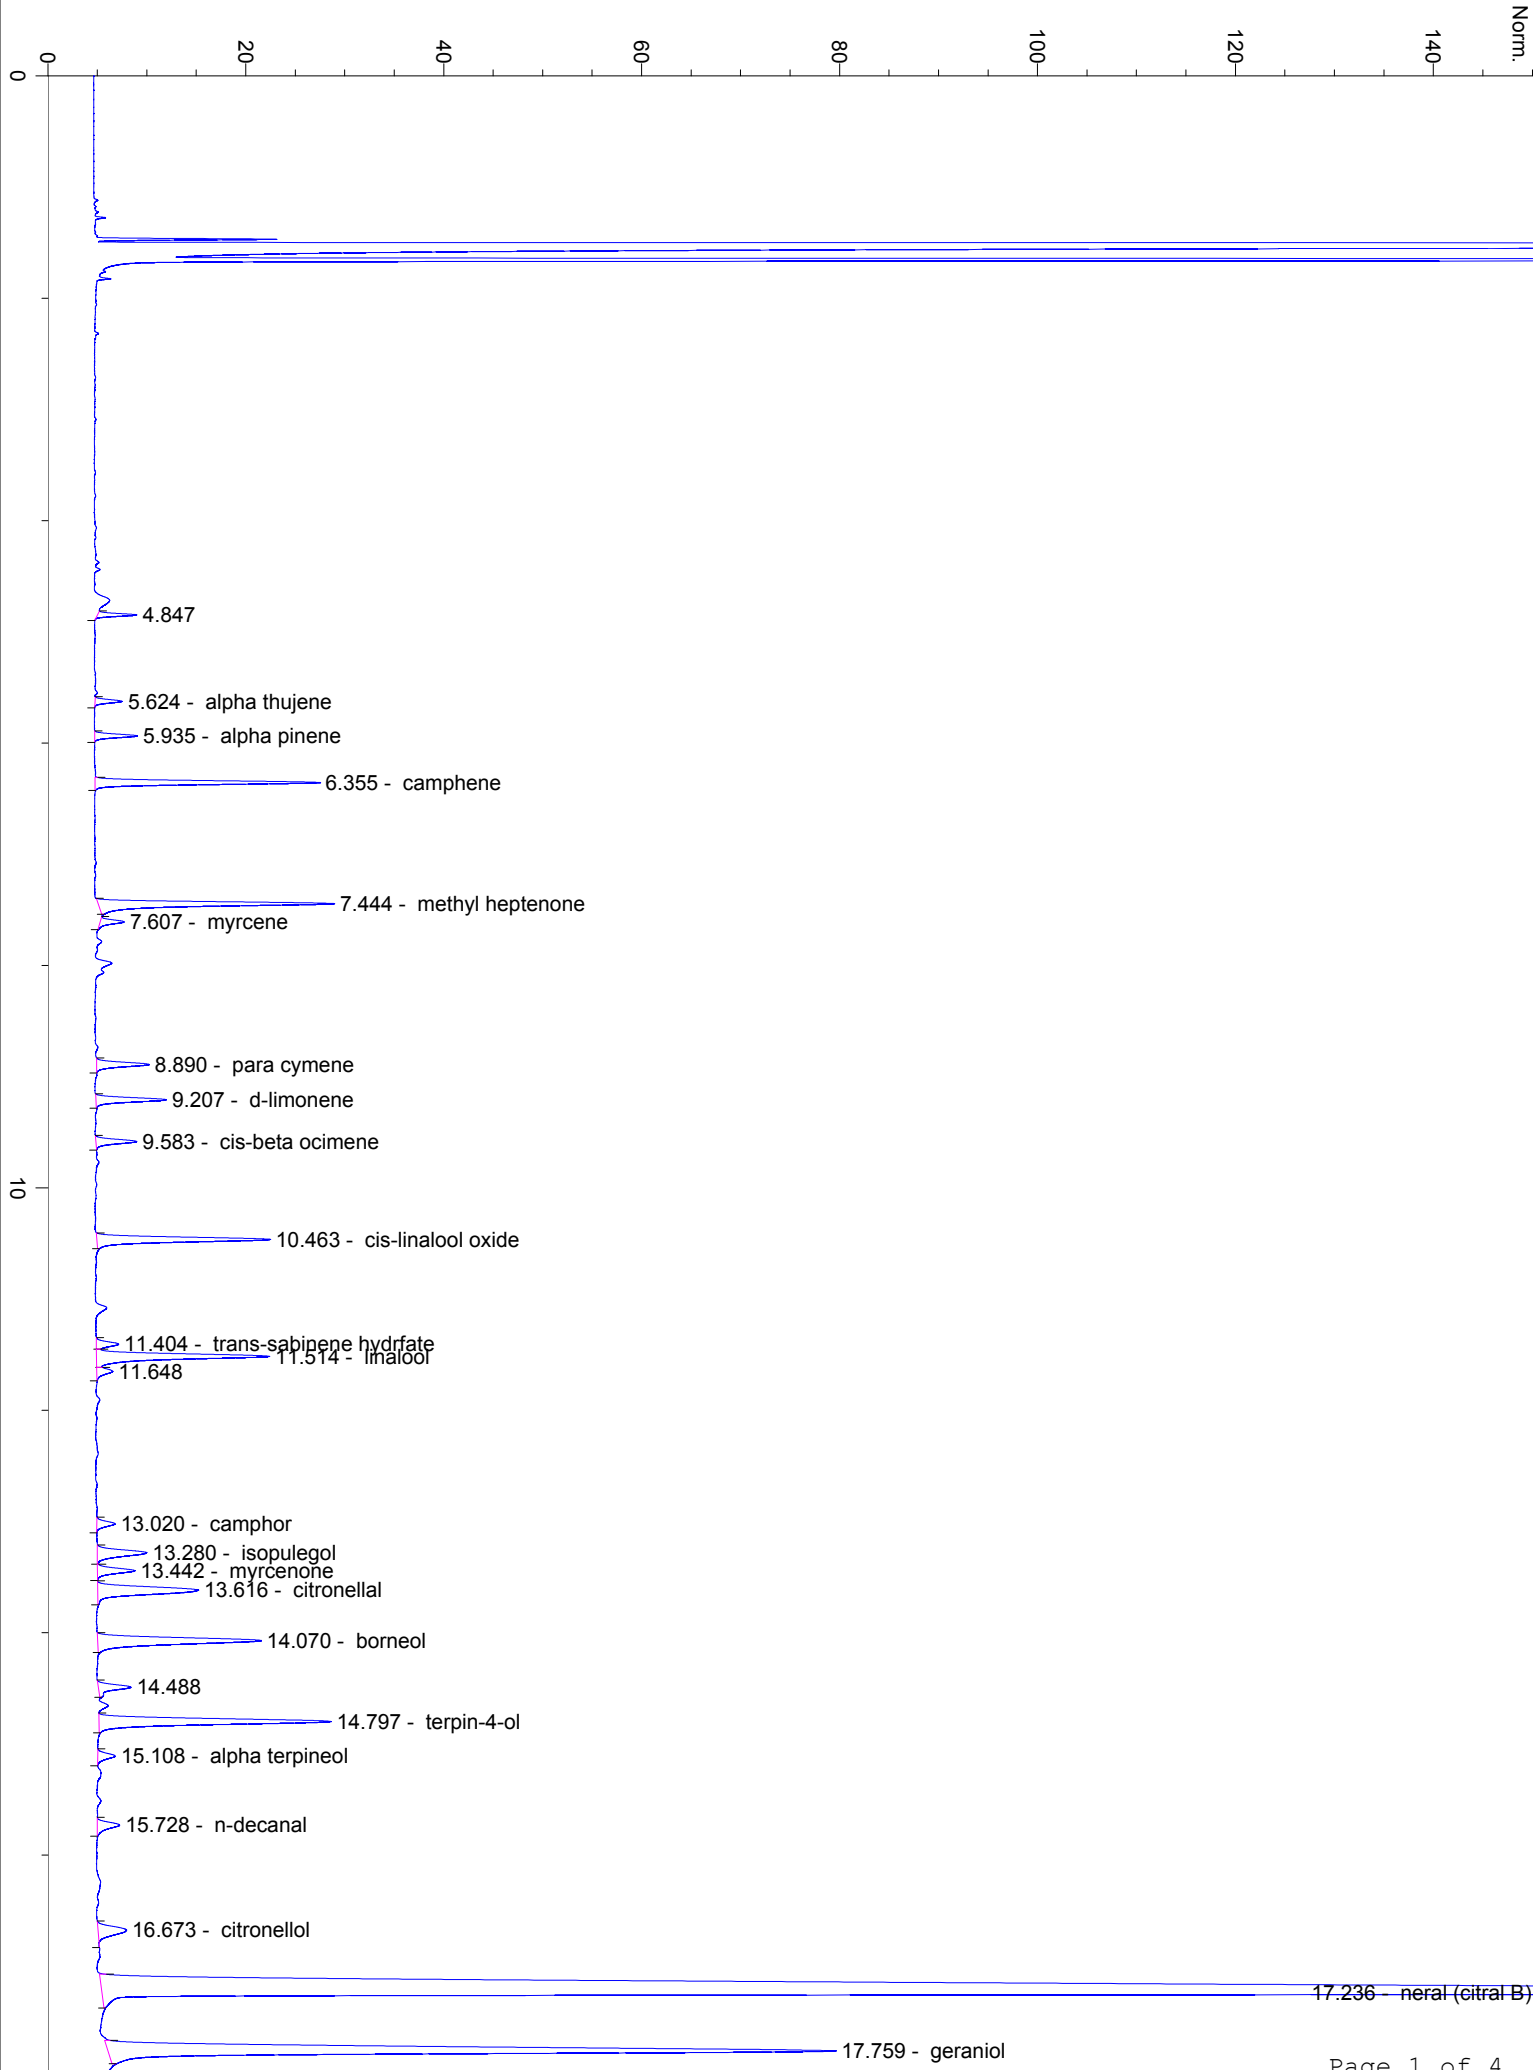 Norm.
0
20
40
60
80
100
120
140
0
4.847
5.624 - alpha thujene
5.935 - alpha pinene
6.355 - camphene
7.444 - methyl heptenone
7.607 - myrcene
8.890 - para cymene
9.207 - d-limonene
9.583 - cis-beta ocimene
10
10.463 - cis-linalool oxide
11.404 - trans-sabinene hydrfate
11.514 - linalool
11.648
13.020 - camphor
13.280 - isopulegol
13.442 - myrcenone
13.616 - citronellal
14.070 - borneol
14.488
14.797 - terpin-4-ol
15.108 - alpha terpineol
15.728 - n-decanal
16.673 - citronellol
17.236 - neral (citral B)
17.759 - geraniol
Page 1 of 4